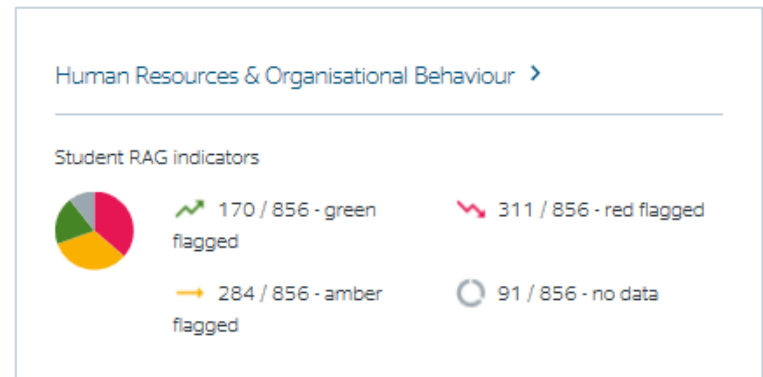 Human Resources & Organisational Behaviour >
Student RAG indicators
170 / 856 - green
flagged
311 / 856 - red flagged
284 / 856 - amber
flagged
91 / 856 - no data